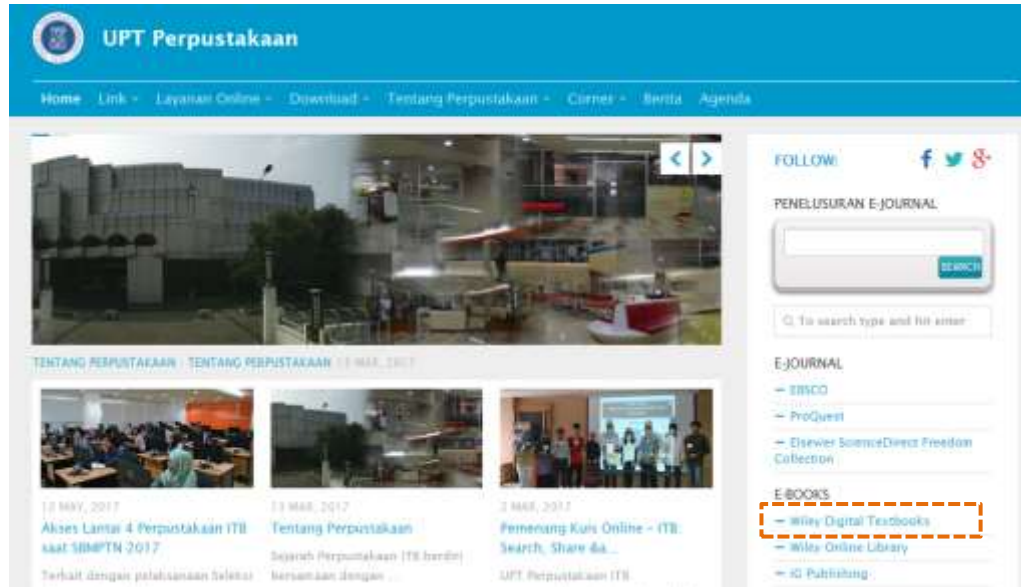 UPT Perpustakaan
Home Link Layanan Online Download Tentang Perpustakaan Corner Berita Agenda
FOLLOW:
PENELUSURAN E-JOURNAL
SEARCH
To search type and hit enter
TENTANG PERPUSTAKAAN TENTANG PERPUSTAKAAN 13 MAR, 2017
12 MAY, 2017
Akses Lantai 4 Perpustakaan ITB
saat SBMPTN 2017
Terkait dengan pelaksanaan Seleksi
13 MAR, 2017
Tentang Perpustakaan
Sejarah Perpustakaan ITB berdiri
bersamaan dengan ...
2 MAR, 2017
Pemenang Kuis Online – ITB:
Search, Share &a...
UPT Perpustakaan ITB
E-JOURNAL
– EBSCO
– ProQuest
– Elsevier ScienceDirect Freedom
Collection
E-BOOKS
– Wiley Digital Textbooks
– Wiley Online Library
– iG Publishing